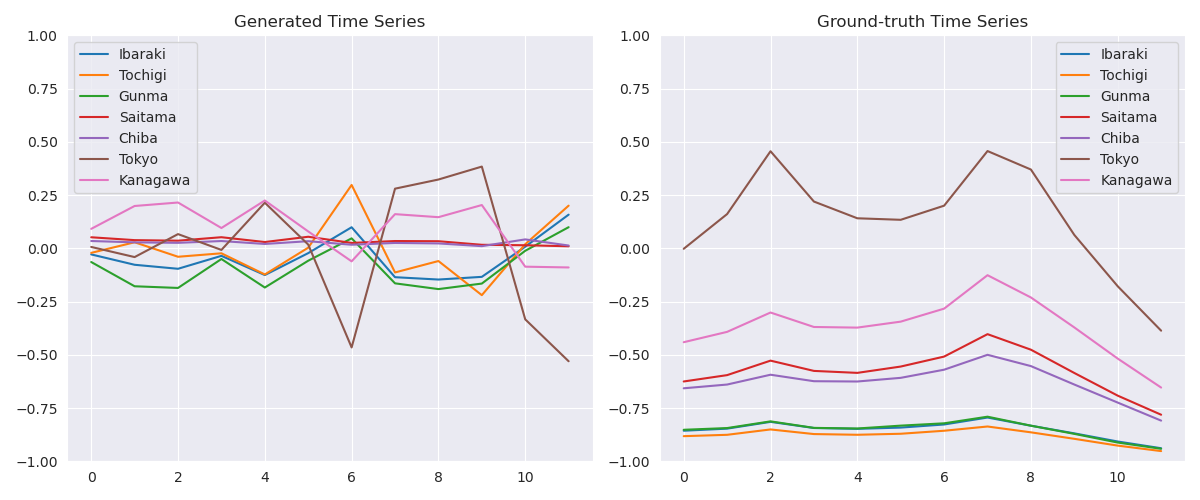 Generated Time Series
1.00
0.75
0.50
0.25
0.00
−0.25
−0.50
−0.75
−1.00
Ibaraki
Tochigi
Gunma
Saitama
Chiba
Tokyo
Kanagawa
0 2 4 6 8 10
Ground-truth Time Series
1.00
0.75
0.50
0.25
0.00
−0.25
−0.50
−0.75
−1.00
Ibaraki
Tochigi
Gunma
Saitama
Chiba
Tokyo
Kanagawa
0 2 4 6 8 10